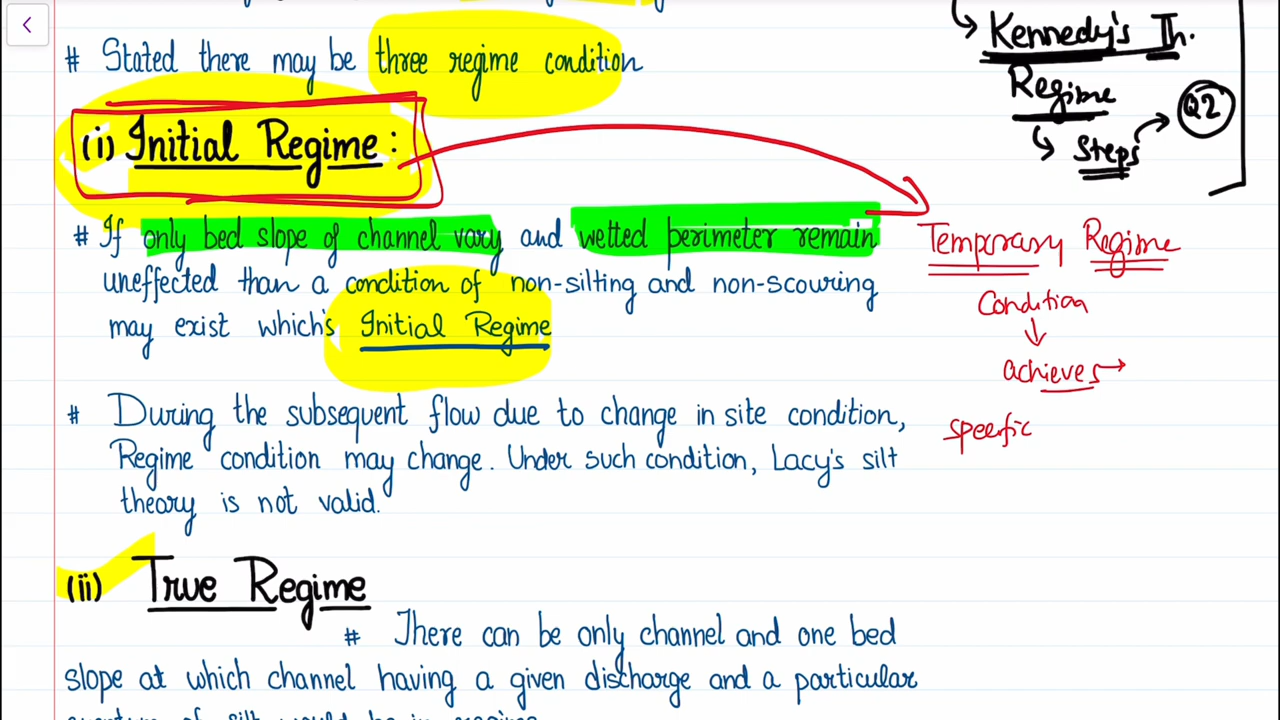 # Stated there may be three regime condition
(i) Initial Regime :
# If only bed slope of channel vary and wetted perimeter remain
uneffected than a condition of non-silting and non-scouring
may exist which's Initial Regime
# During the subsequent flow due to change in site condition,
Regime condition may change. Under such condition, Lacy's silt
theory is not valid.
(ii) True Regime
# There can be only channel and one bed
slope at which channel having a given discharge and a particular
Kennedy's Th.
Regime
Steps
Q2
Temporary Regime
Condition
achieves
specific